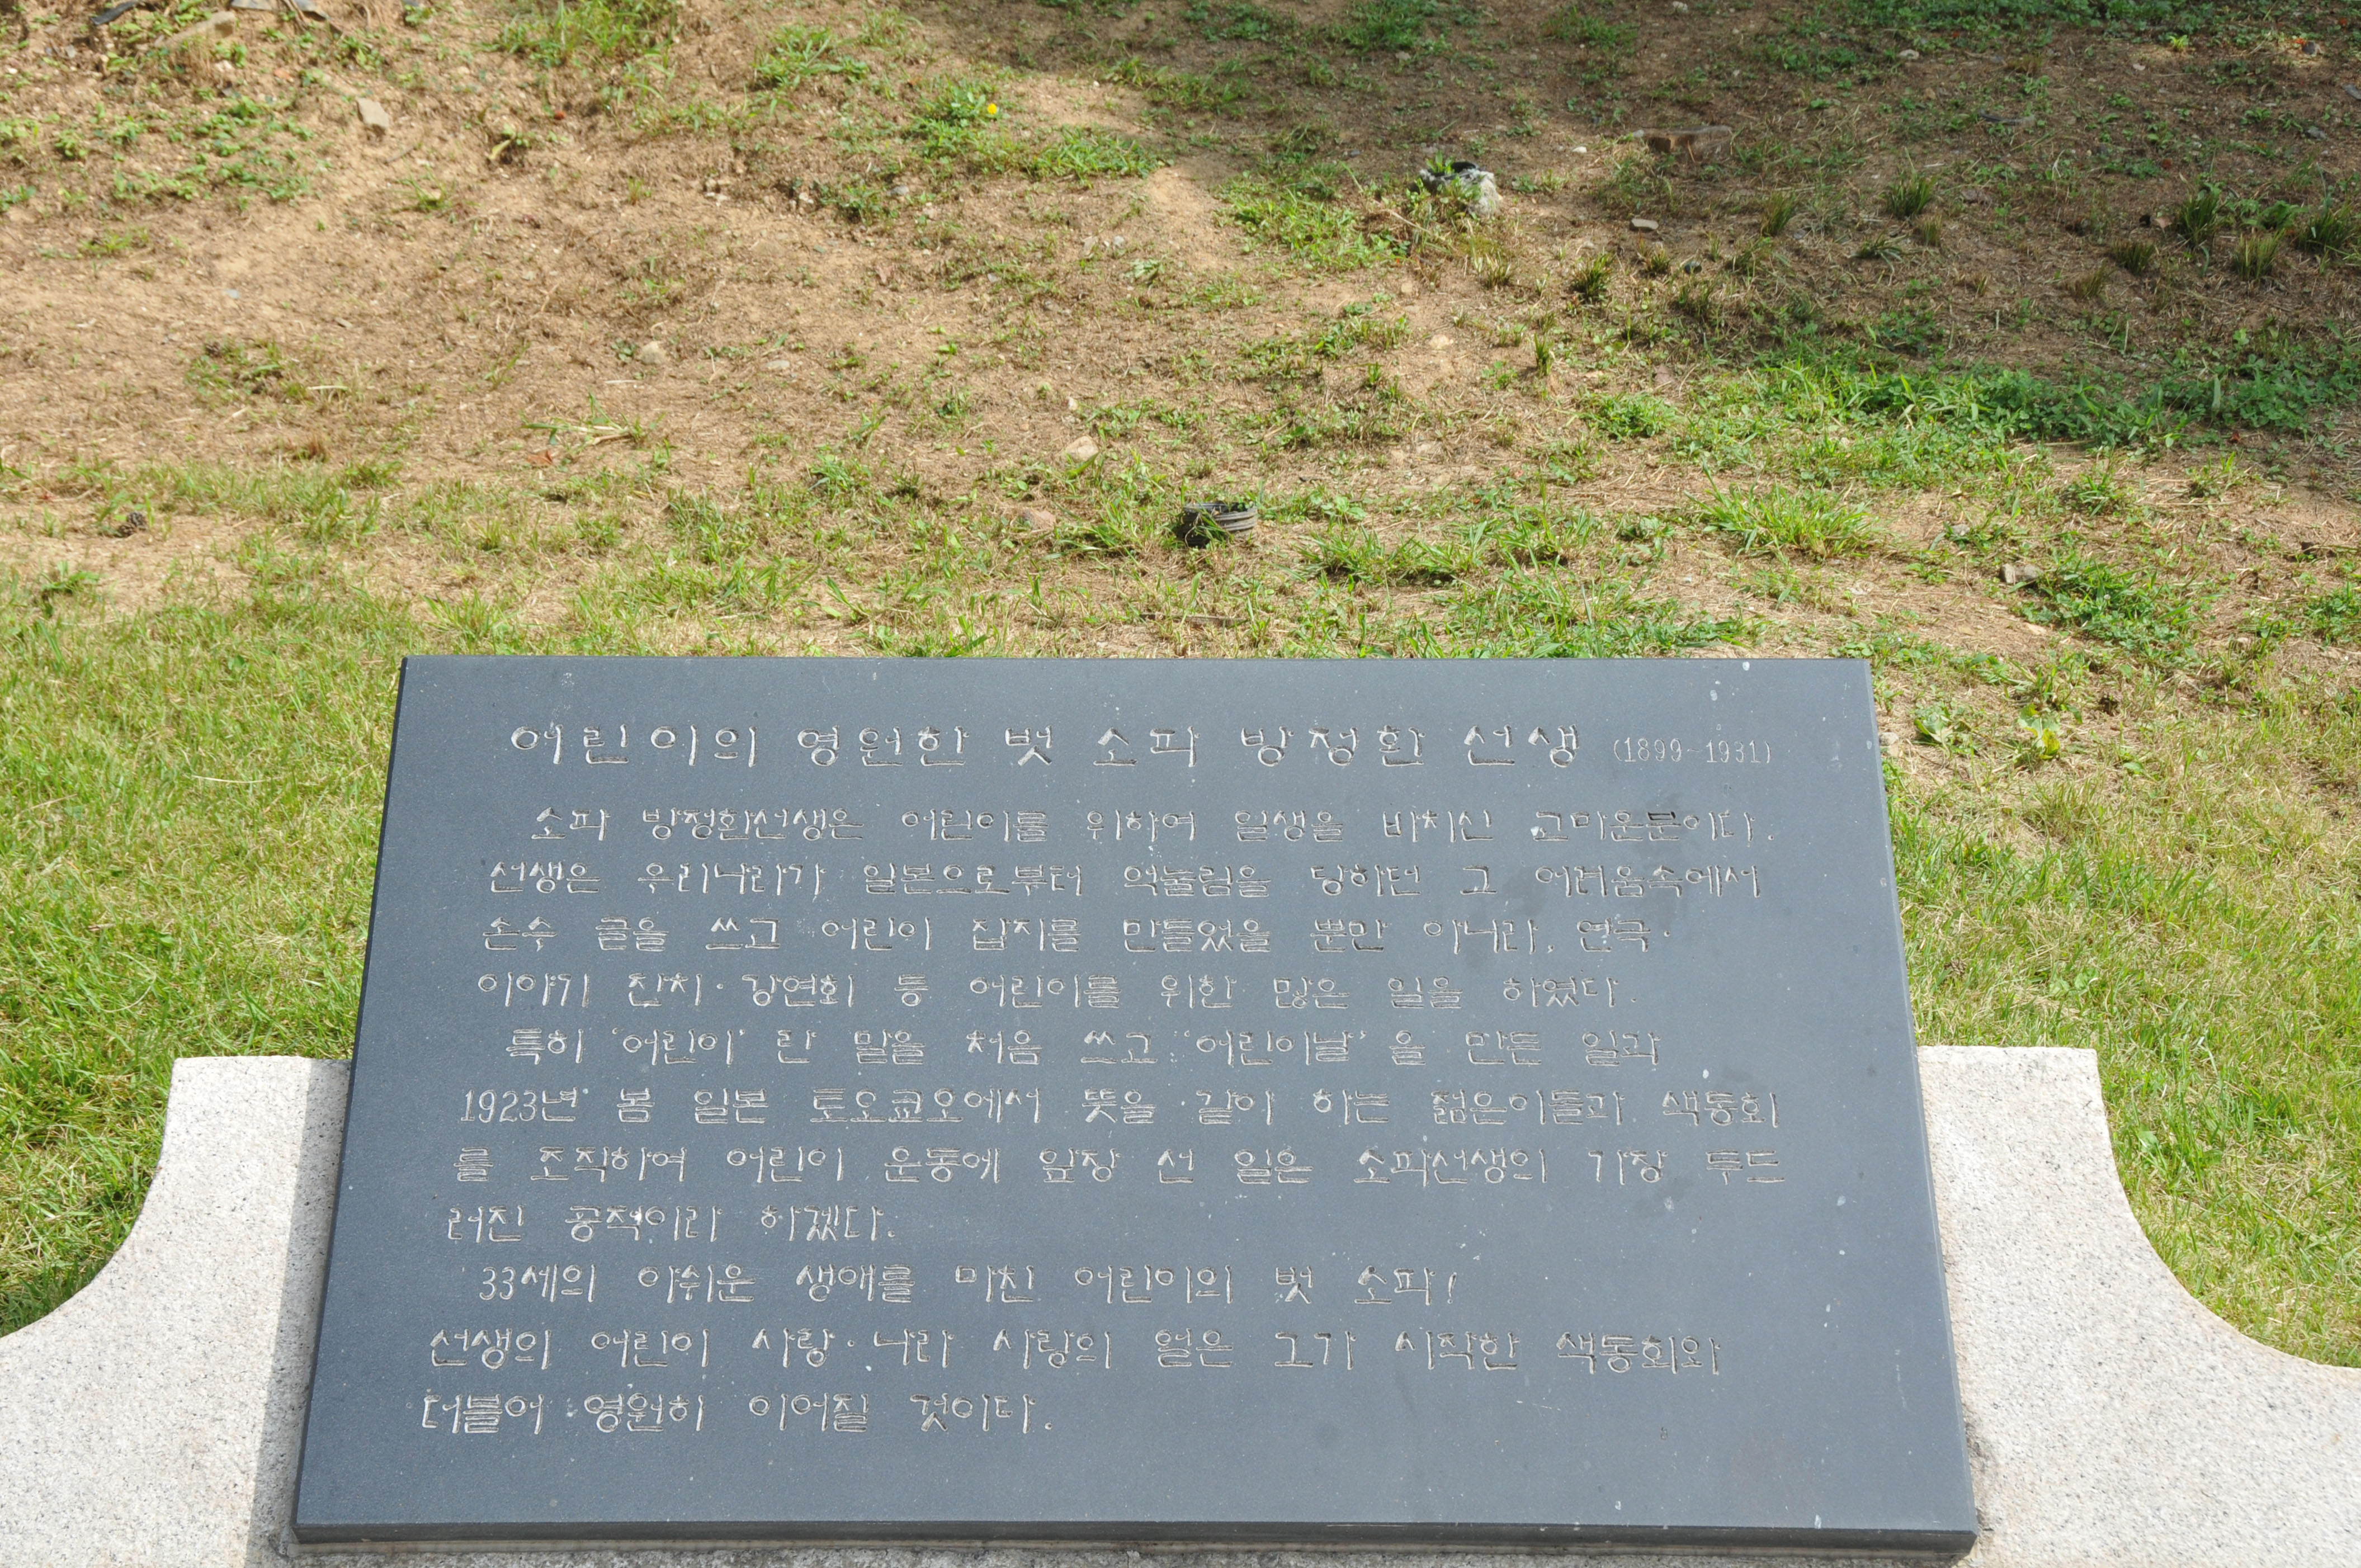 어린이의 영원한 벗 소파 방정환 선생 (1899~1931)
소파 방정환선생은 어린이를 위하여 일생을 바치신 고마운분이다.
선생은 우리나라가 일본으로부터 억눌림을 당하던 그 어려움속에서
손수 글을 쓰고 어린이 잡지를 만들었을 뿐만 아니라, 연극·
이야기 잔치·강연회 등 어린이를 위한 많은 일을 하였다.
특히 '어린이' 란 말을 처음 쓰고 "어린이날" 을 만든 일과
1923년 봄 일본 토오쿄오에서 뜻을 같이 하는 젊은이들과 색동회
를 조직하여 어린이 운동에 앞장 선 일은 소파선생의 가장 두드
러진 공적이라 하겠다.
33세의 아쉬운 생애를 마친 어린이의 벗 소파!
선생의 어린이 사랑·나라 사랑의 얼은 그가 시작한 색동회와
더불어 영원히 이어질 것이다.